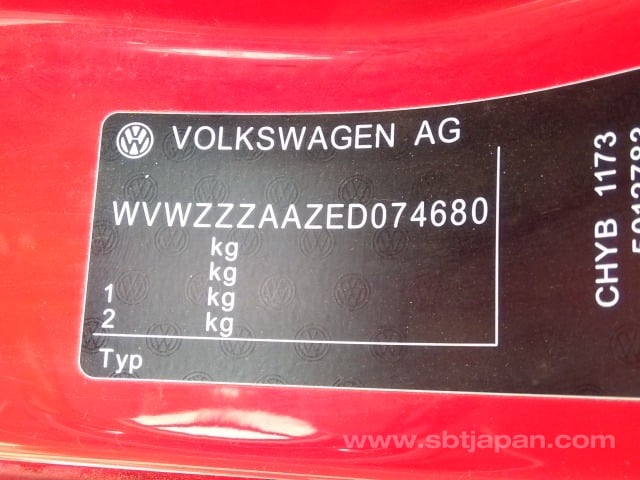 VOLKSWAGEN AG
WVWZZZAAZED074680
kg
kg
1 kg
2 kg
Typ
CHYB 1173
www.sbtjapan.com